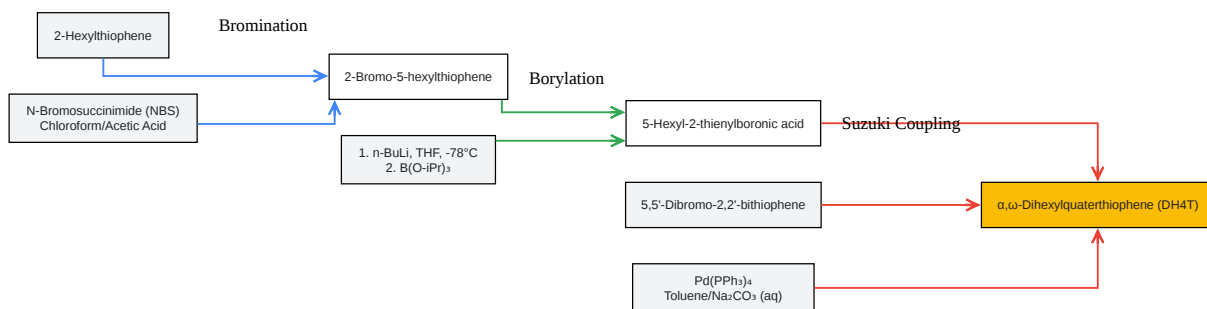 2-Hexylthiophene
Bromination
N-Bromosuccinimide (NBS)
Chloroform/Acetic Acid
2-Bromo-5-hexylthiophene
Borylation
1. n-BuLi, THF, -78°C
2. B(O-iPr)₃
5-Hexyl-2-thienylboronic acid
Suzuki Coupling
5,5'-Dibromo-2,2'-bithiophene
α,ω-Dihexylquaterthiophene (DH4T)
Pd(PPh₃)₄
Toluene/Na₂CO₃ (aq)